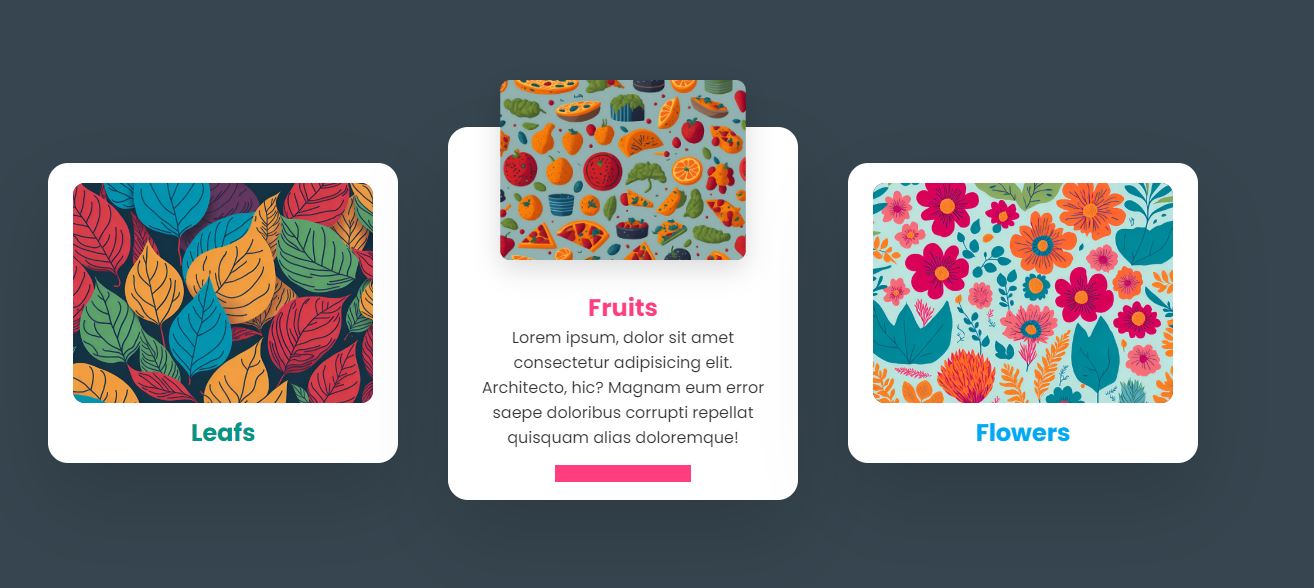 Leafs
Fruits
Lorem ipsum, dolor sit amet
consectetur adipisicing elit.
Architecto, hic? Magnam eum error
saepe doloribus corrupti repellat
quisquam alias doloremque!
Flowers